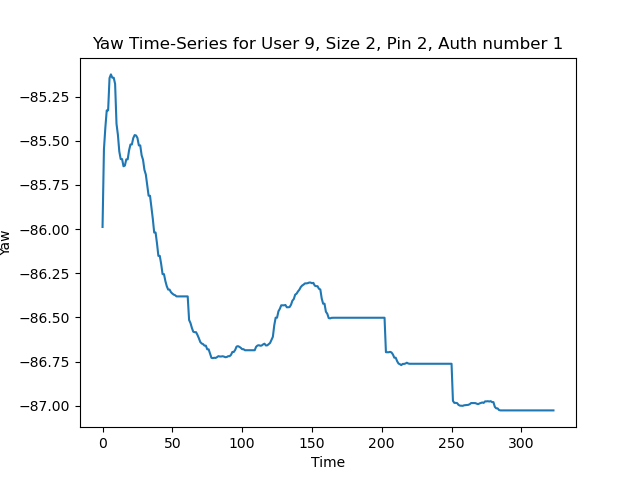 Yaw Time-Series for User 9, Size 2, Pin 2, Auth number 1
−85.25
−85.50
−85.75
−86.00
−86.25
−86.50
−86.75
−87.00
Yaw
0 50 100 150 200 250 300
Time